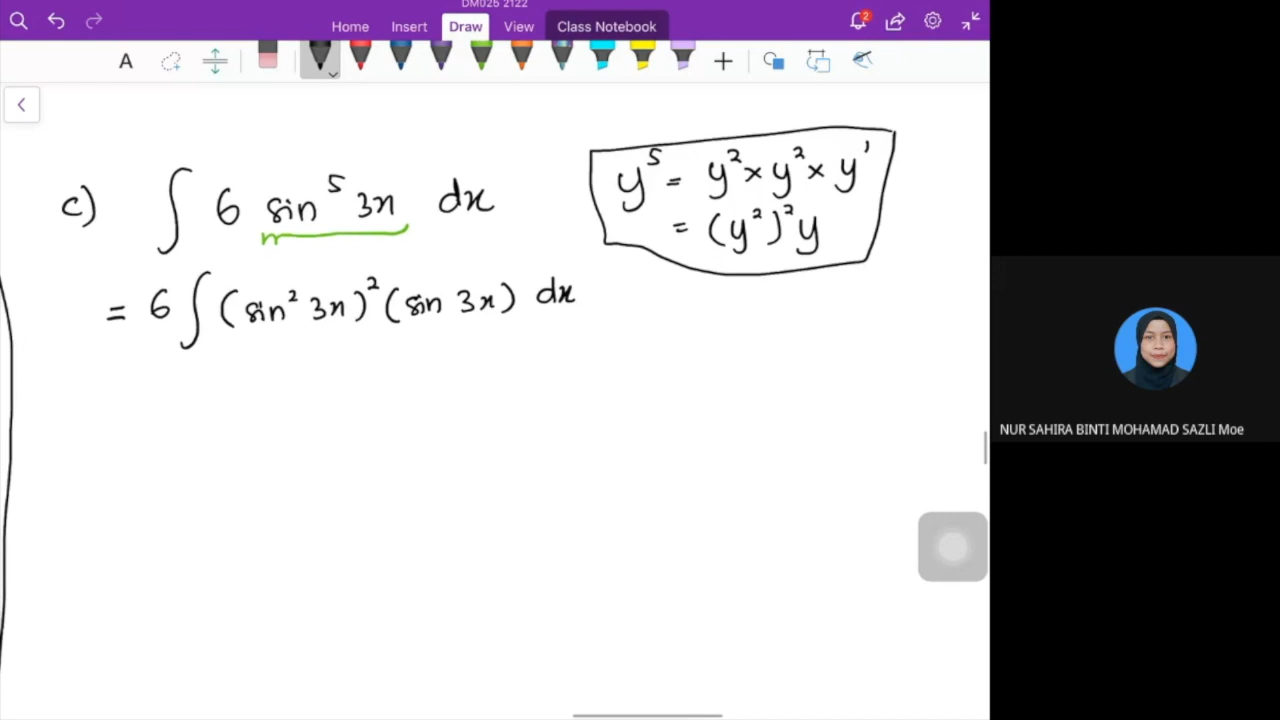 DM025 2122
Home Insert Draw View Class Notebook
2
A
c) ∫ 6 sin⁵ 3x dx
= 6 ∫ (sin² 3x)² (sin 3x) dx
y⁵ = y² × y² × y¹
= (y²)² y
NUR SAHIRA BINTI MOHAMAD SAZLI Moe